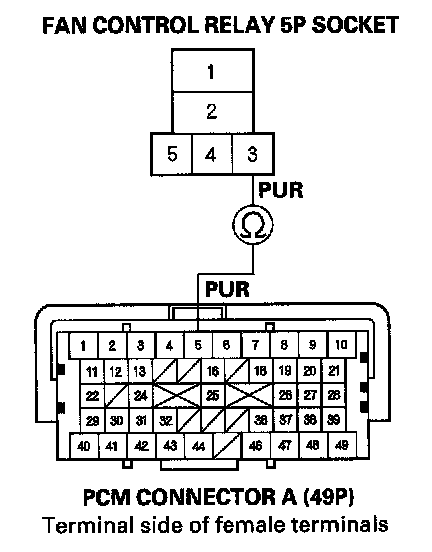 FAN CONTROL RELAY 5P SOCKET
1
2
5 4 3
PUR
Ω
PUR
1 2 3 4 5 6 7 8 9 10
11 12 13 16 18 19 20 21
22 24 25 26 27 28
29 30 31 32 36 37 38 39
40 41 42 43 44 46 47 48 49
PCM CONNECTOR A (49P)
Terminal side of female terminals